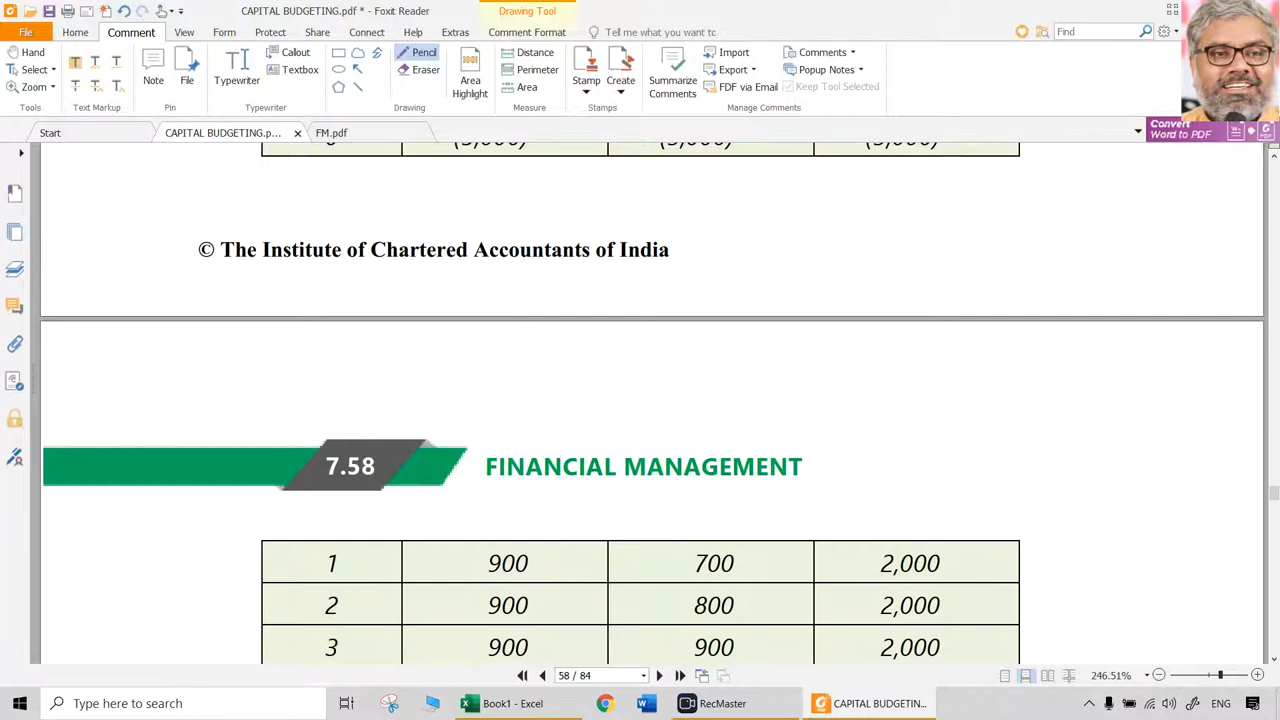 CAPITAL BUDGETING.pdf * - Foxit Reader
Drawing Tool
File Home Comment View Form Protect Share Connect Help Extras Comment Format Tell me what you want to Find
Hand Select Zoom Tools
Text Markup
Note File Pin
Typewriter Callout Textbox Typewriter
Pencil Eraser Drawing
Area Highlight
Distance Perimeter Area Measure
Stamp Create Stamps
Summarize Comments Import Export FDF via Email Comments Popup Notes Keep Tool Selected Manage Comments
Start CAPITAL BUDGETING.p... FM.pdf
Convert
Word to PDF
© The Institute of Chartered Accountants of India
7.58 FINANCIAL MANAGEMENT
1 900 700 2,000
2 900 800 2,000
3 900 900 2,000
58 / 84 246.51%
Type here to search Book1 - Excel RecMaster CAPITAL BUDGETIN... ENG